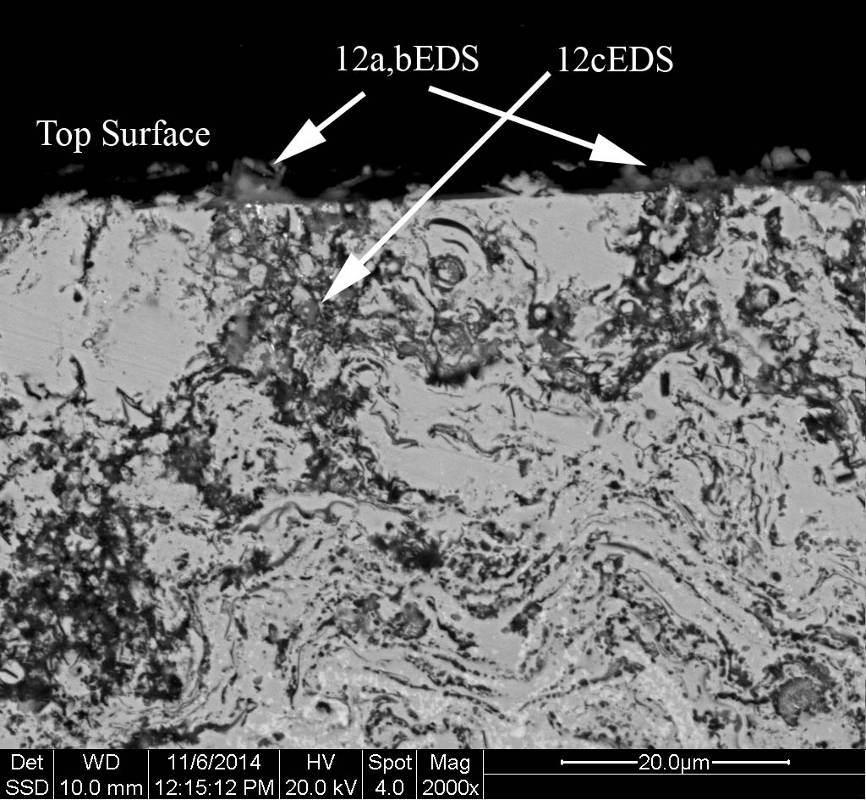 12a,bEDS 12cEDS
Top Surface
Det WD 11/6/2014 HV Spot Mag
20.0µm
SSD 10.0 mm 12:15:12 PM 20.0 kV 4.0 2000x